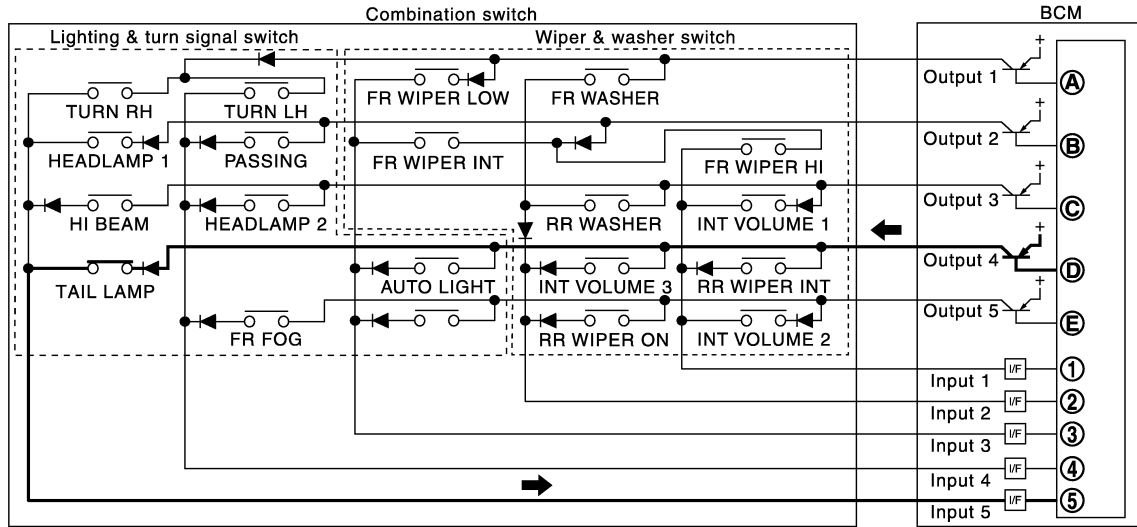 Combination switch
BCM
Lighting & turn signal switch
Wiper & washer switch
+
Output 1
A
TURN RH
TURN LH
FR WIPER LOW
FR WASHER
+
Output 2
B
HEADLAMP 1
PASSING
FR WIPER INT
FR WIPER HI
+
Output 3
C
HI BEAM
HEADLAMP 2
RR WASHER
INT VOLUME 1
+
Output 4
D
TAIL LAMP
AUTO LIGHT
INT VOLUME 3
RR WIPER INT
+
Output 5
E
FR FOG
RR WIPER ON
INT VOLUME 2
I/F
1
Input 1
I/F
2
Input 2
I/F
3
Input 3
I/F
4
Input 4
I/F
5
Input 5